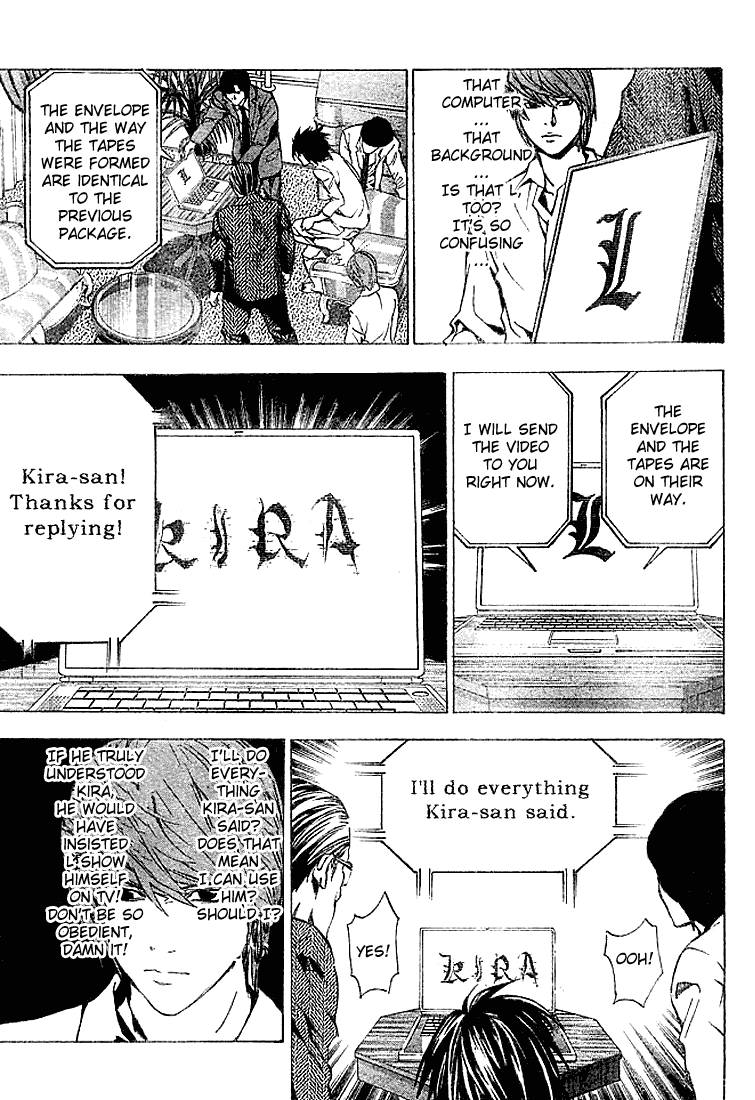 THAT
COMPUTER
...
THAT
BACKGROUND
...
IS THAT L,
TOO?
IT'S SO
CONFUSING
...
L
THE ENVELOPE
AND THE WAY
THE TAPES
WERE FORMED
ARE IDENTICAL
TO THE
PREVIOUS
PACKAGE.
L
THE
ENVELOPE
AND THE
TAPES ARE
ON THEIR
WAY.
I WILL SEND
THE VIDEO
TO YOU
RIGHT NOW.
L
Kira-san!
Thanks for
replying!
KIRA
I'll do everything
Kira-san said.
OOH!
YES!
KIRA
I'LL DO
EVERY-
THING
KIRA-SAN
SAID?
DOES THAT
MEAN
I CAN USE
HIM?
SHOULD I?
IF HE TRULY
UNDERSTOOD
KIRA,
HE WOULD
HAVE
INSISTED
L SHOW
HIMSELF
ON TV!
DON'T BE SO
OBEDIENT,
DAMN IT!